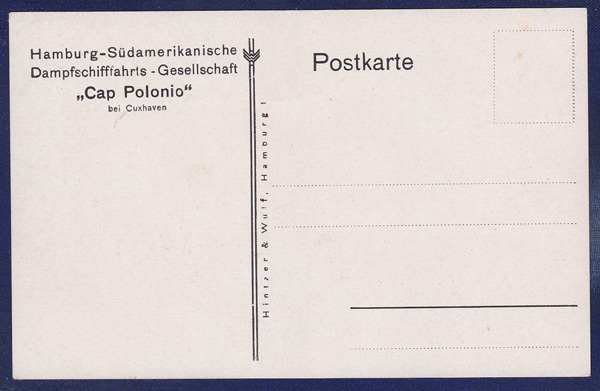 Hamburg-Südamerikanische
Dampfschifffahrts-Gesellschaft
„Cap Polonio“
bei Cuxhaven
Postkarte
Hintzer & Wulf, Hamburg 1